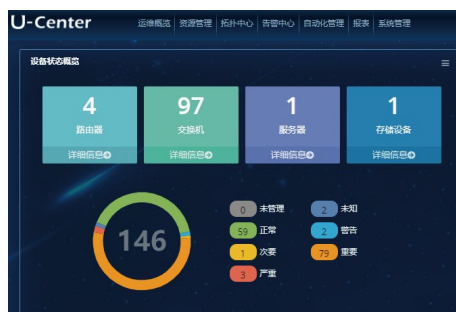 U-Center 运维概览 资源管理 拓扑中心 告警中心 自动化管理 报表 系统管理
设备状态概览
4 97 1 1
路由器 交换机 服务器 存储设备
详细信息 详细信息 详细信息 详细信息
146
0 未管理 2 未知
59 正常 2 警告
1 次要 79 重要
3 严重